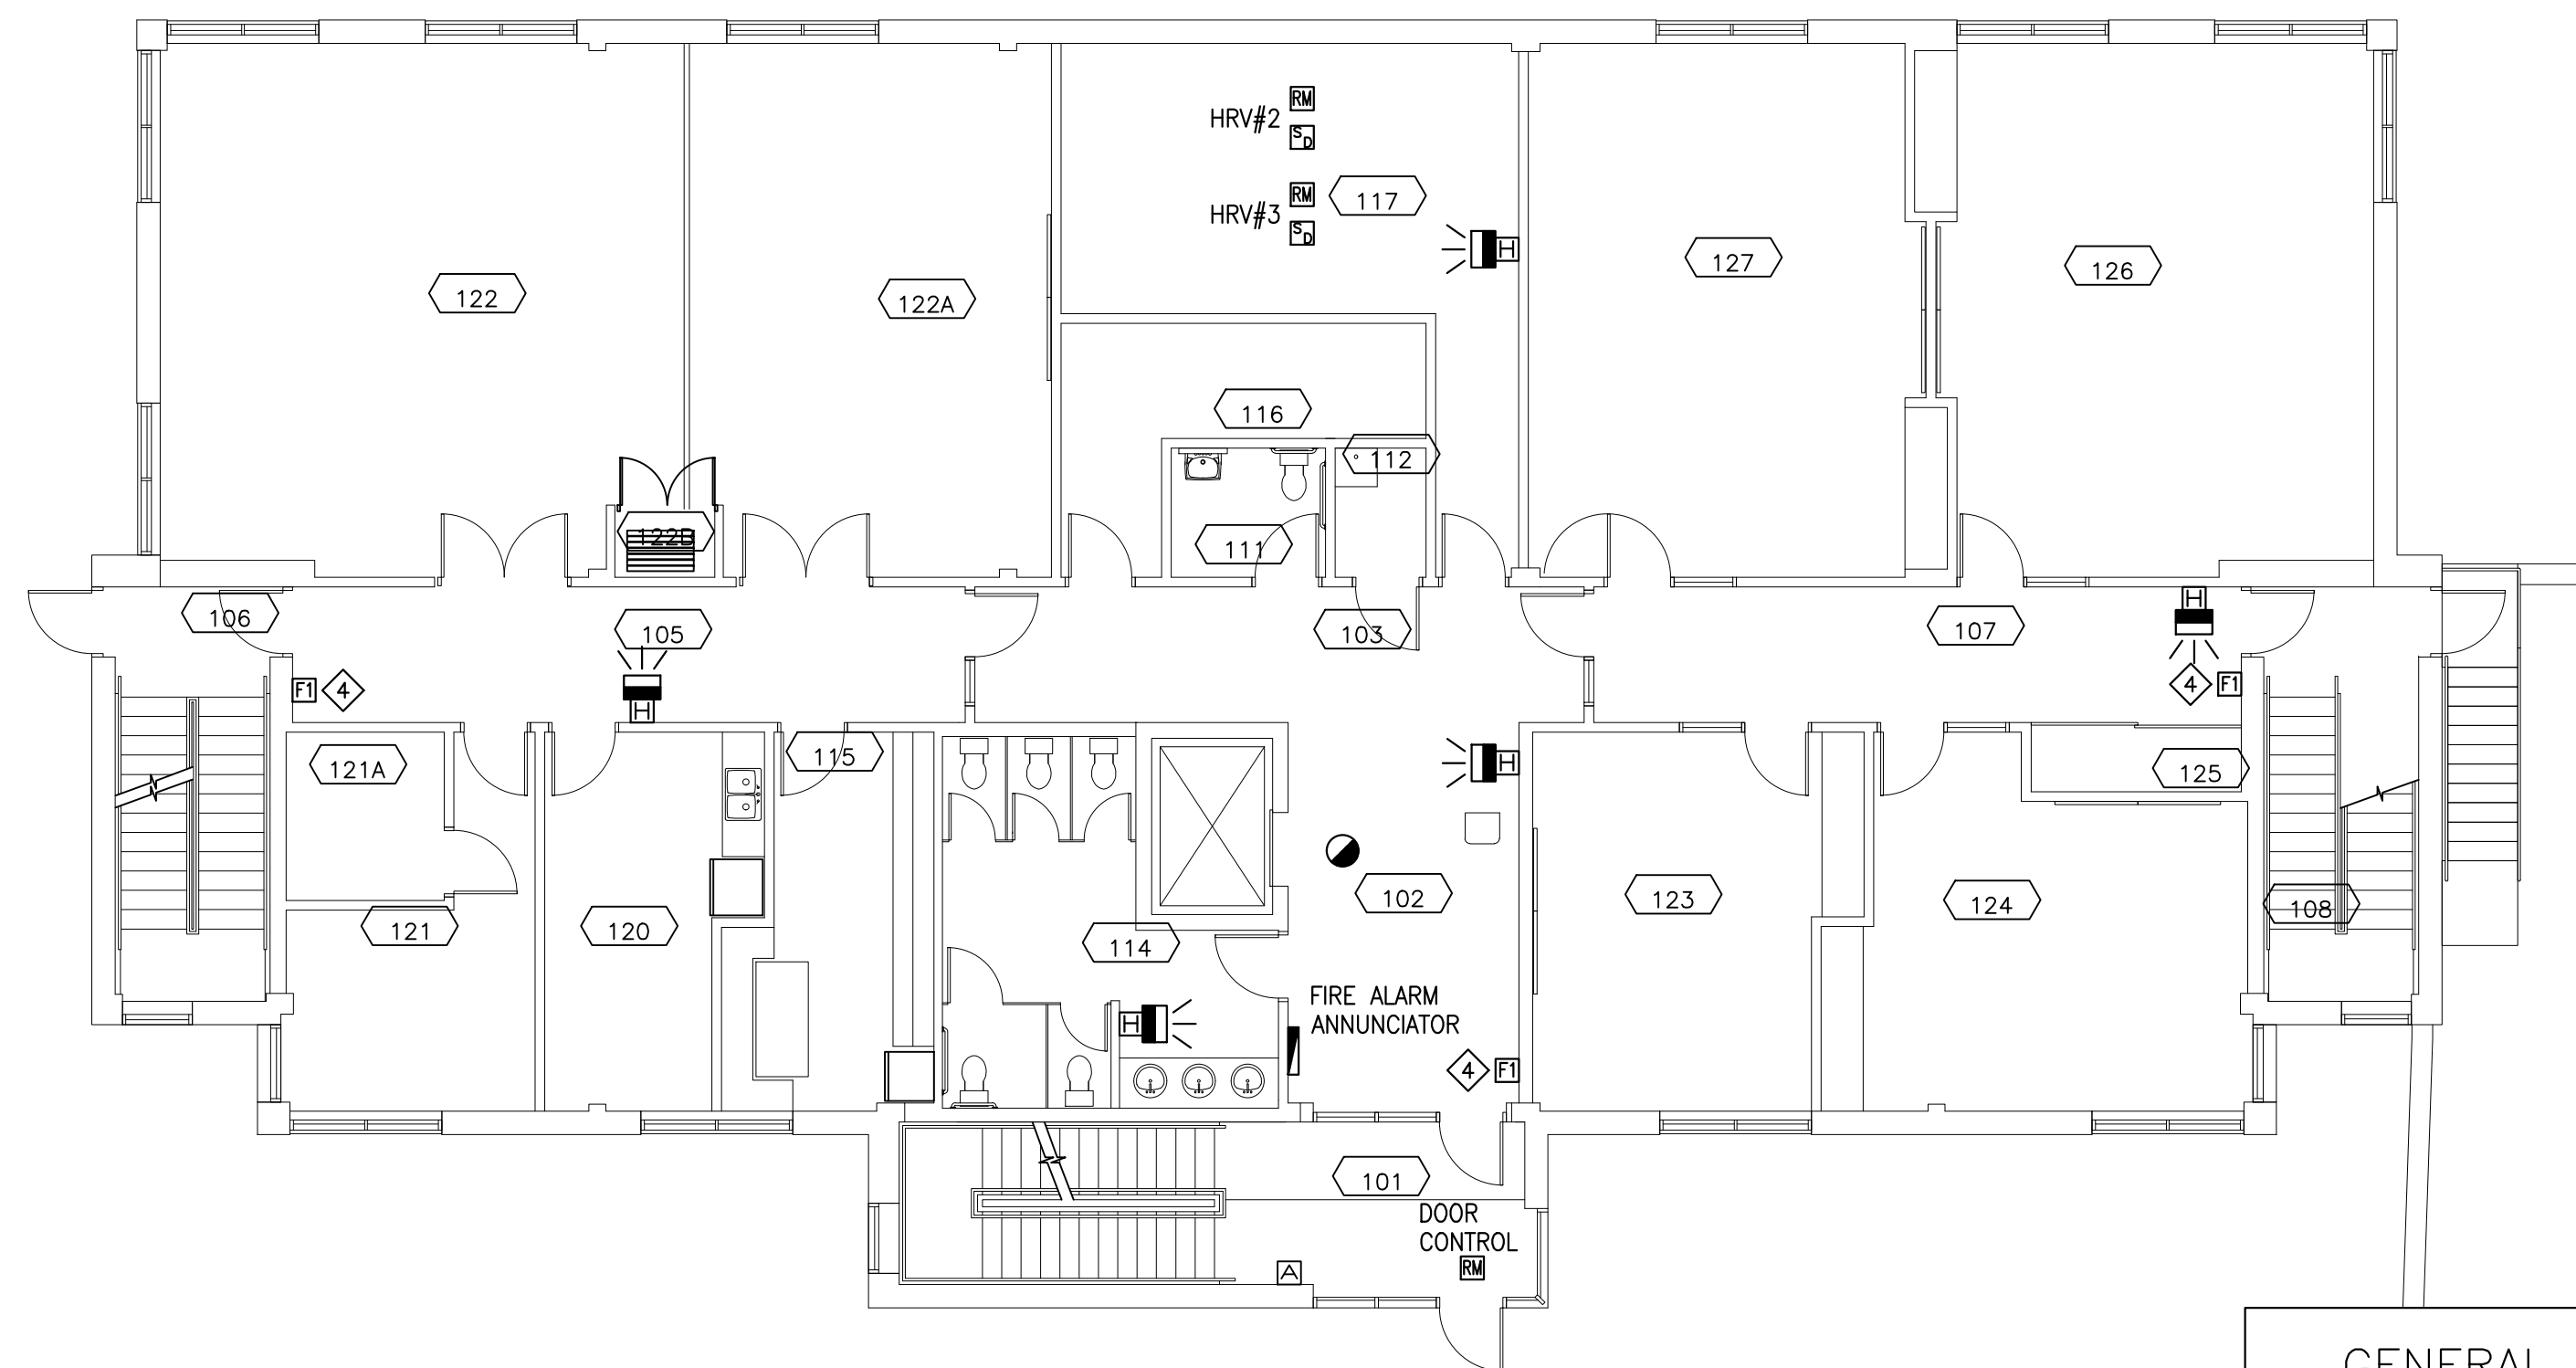 HRV#2
RM
S D
HRV#3
RM
S D
117
H
127
126
122
122A
116
112
122B
111
106
105
103
107
H
F1
4
H
4
F1
121A
115
H
125
102
123
124
108
121
120
114
FIRE ALARM
ANNUNCIATOR
H
4
F1
101
DOOR
CONTROL
RM
A
GENERAL